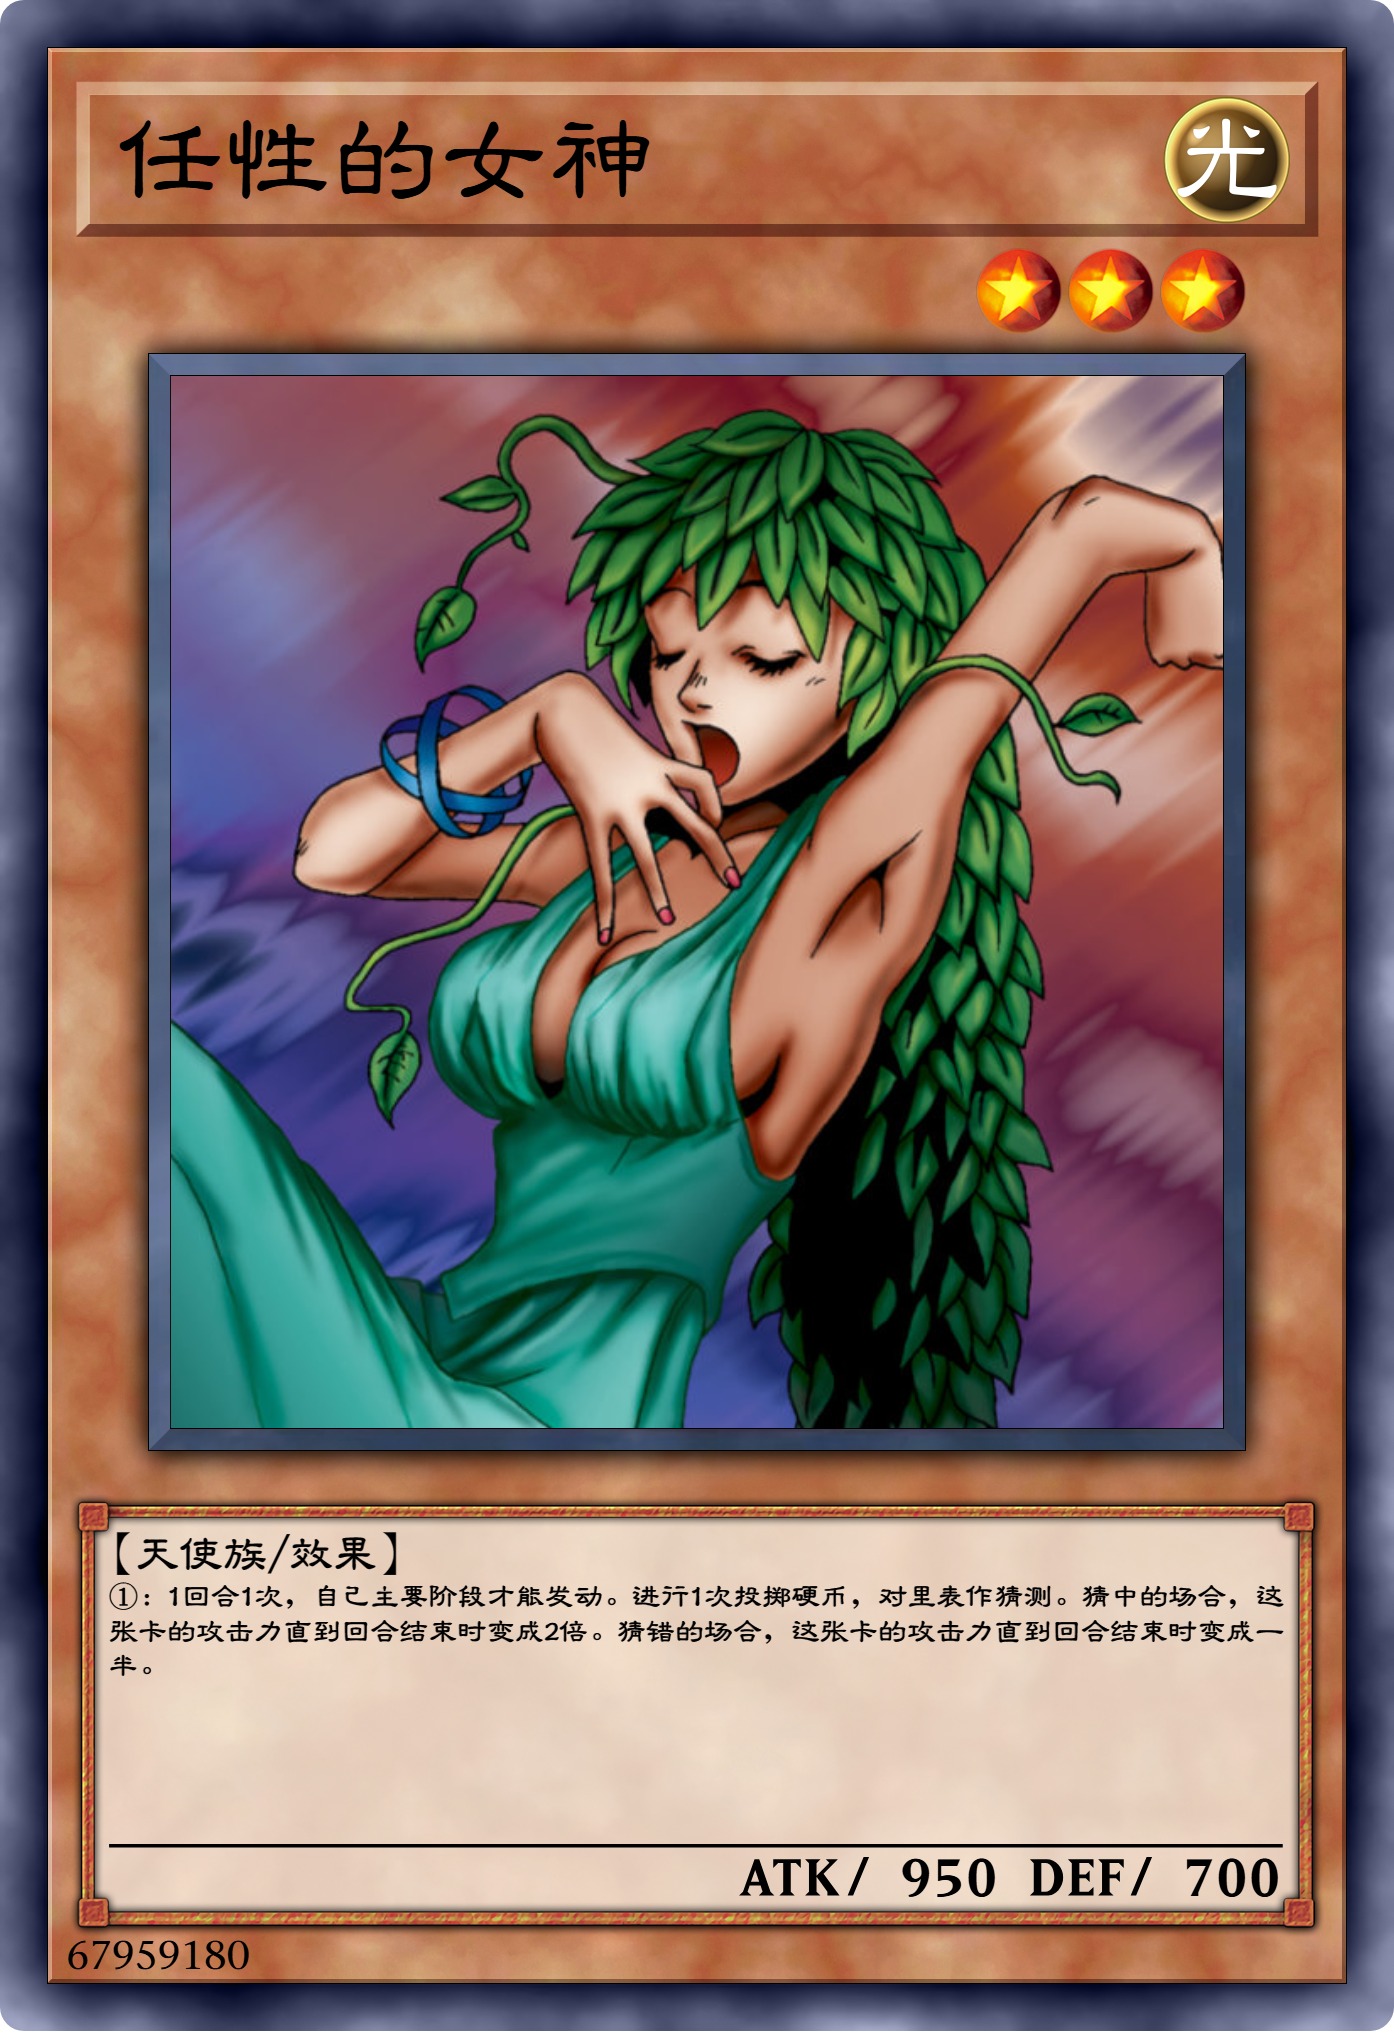 任性的女神
光
【天使族/效果】
①：1回合1次，自己主要阶段才能发动。进行1次投掷硬币，对里表作猜测。猜中的场合，这
张卡的攻击力直到回合结束时变成2倍。猜错的场合，这张卡的攻击力直到回合结束时变成一
半。
ATK/ 950 DEF/ 700
67959180